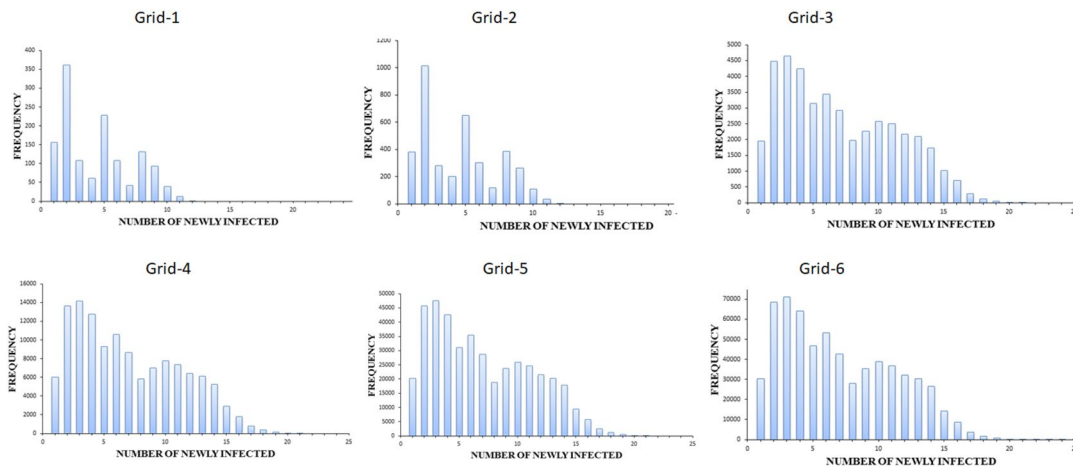 Grid-1
400
350
300
250
200
150
100
50
0
0 5 10 15 20
FREQUENCY
NUMBER OF NEWLY INFECTED
Grid-2
1200
1000
800
600
400
200
0
0 5 10 15 20
FREQUENCY
NUMBER OF NEWLY INFECTED
Grid-3
5000
4500
4000
3500
3000
2500
2000
1500
1000
500
0
0 5 10 15 20
FREQUENCY
NUMBER OF NEWLY INFECTED
Grid-4
16000
14000
12000
10000
8000
6000
4000
2000
0
0 5 10 15 20 25
FREQUENCY
NUMBER OF NEWLY INFECTED
Grid-5
50000
45000
40000
35000
30000
25000
20000
15000
10000
5000
0
0 5 10 15 20 25
FREQUENCY
NUMBER OF NEWLY INFECTED
Grid-6
70000
60000
50000
40000
30000
20000
10000
0
0 5 10 15 20
FREQUENCY
NUMBER OF NEWLY INFECTED